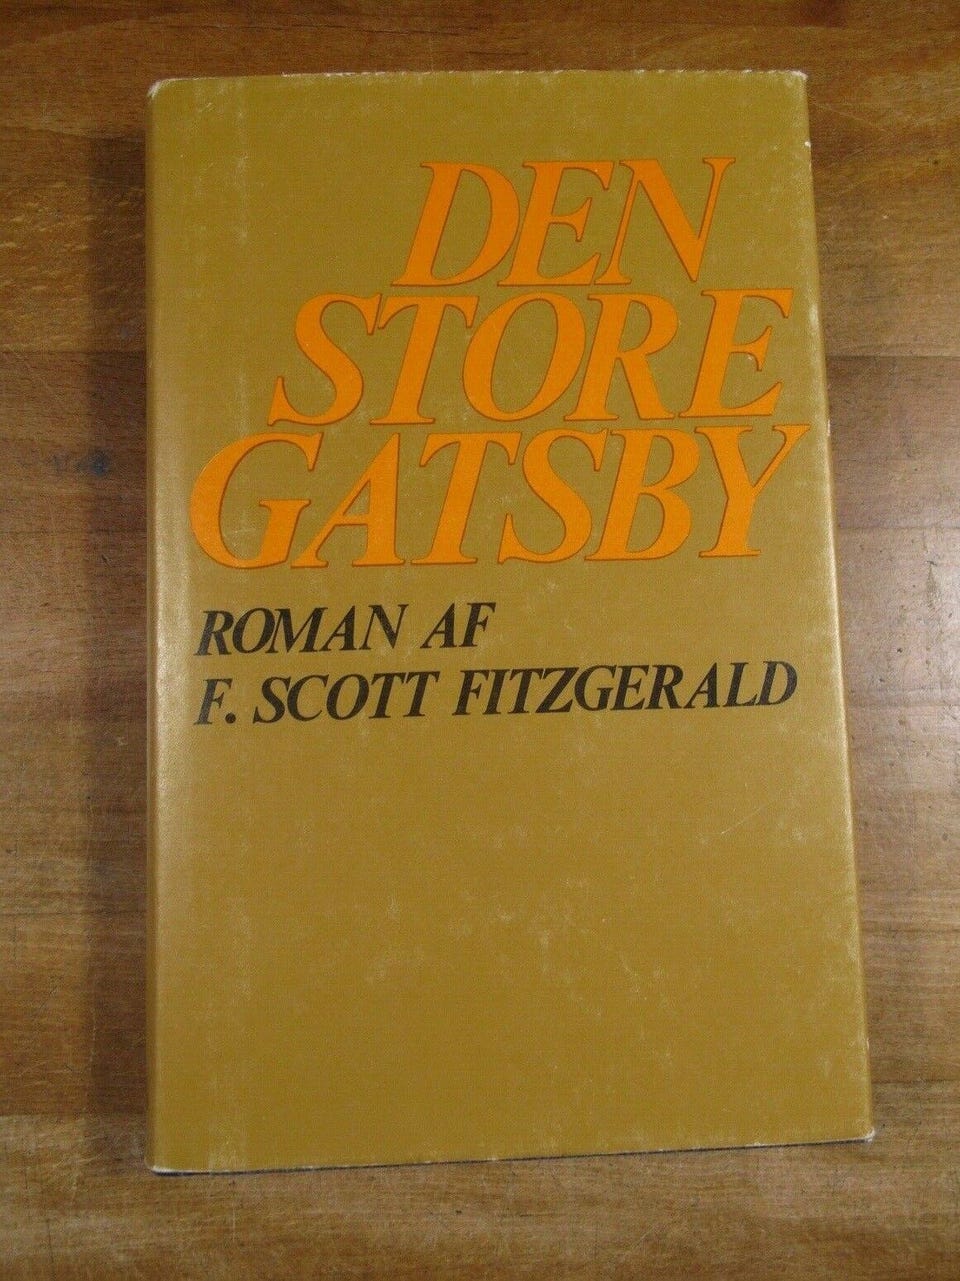 DEN
STORE
GATSBY
ROMAN AF
F. SCOTT FITZGERALD